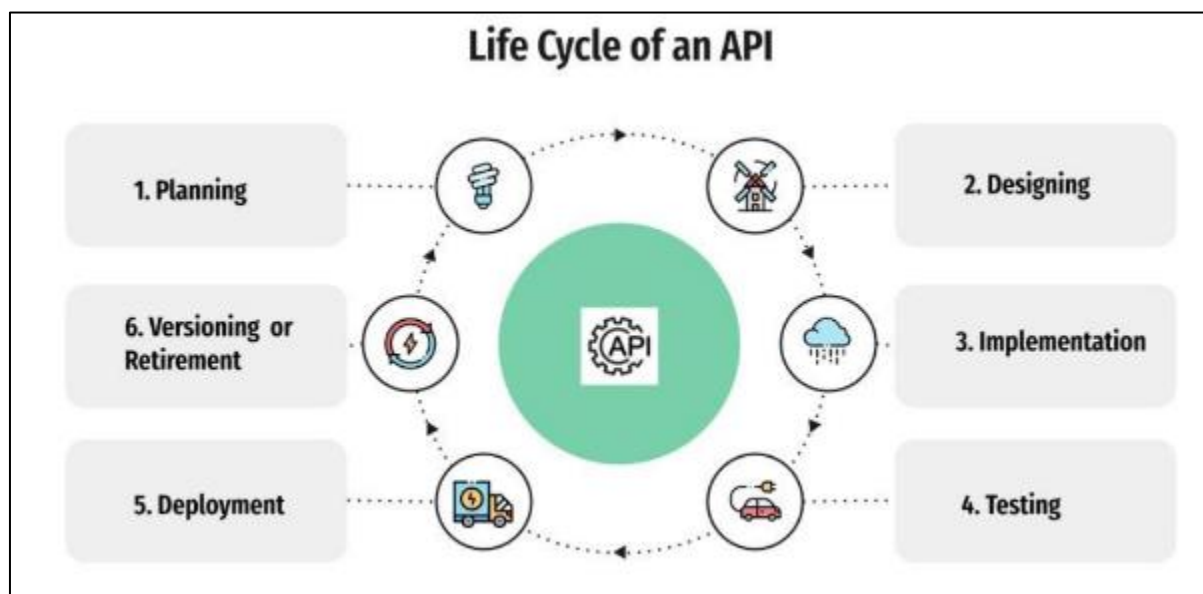 Life Cycle of an API
1. Planning
2. Designing
6. Versioning or
Retirement
API
3. Implementation
5. Deployment
4. Testing